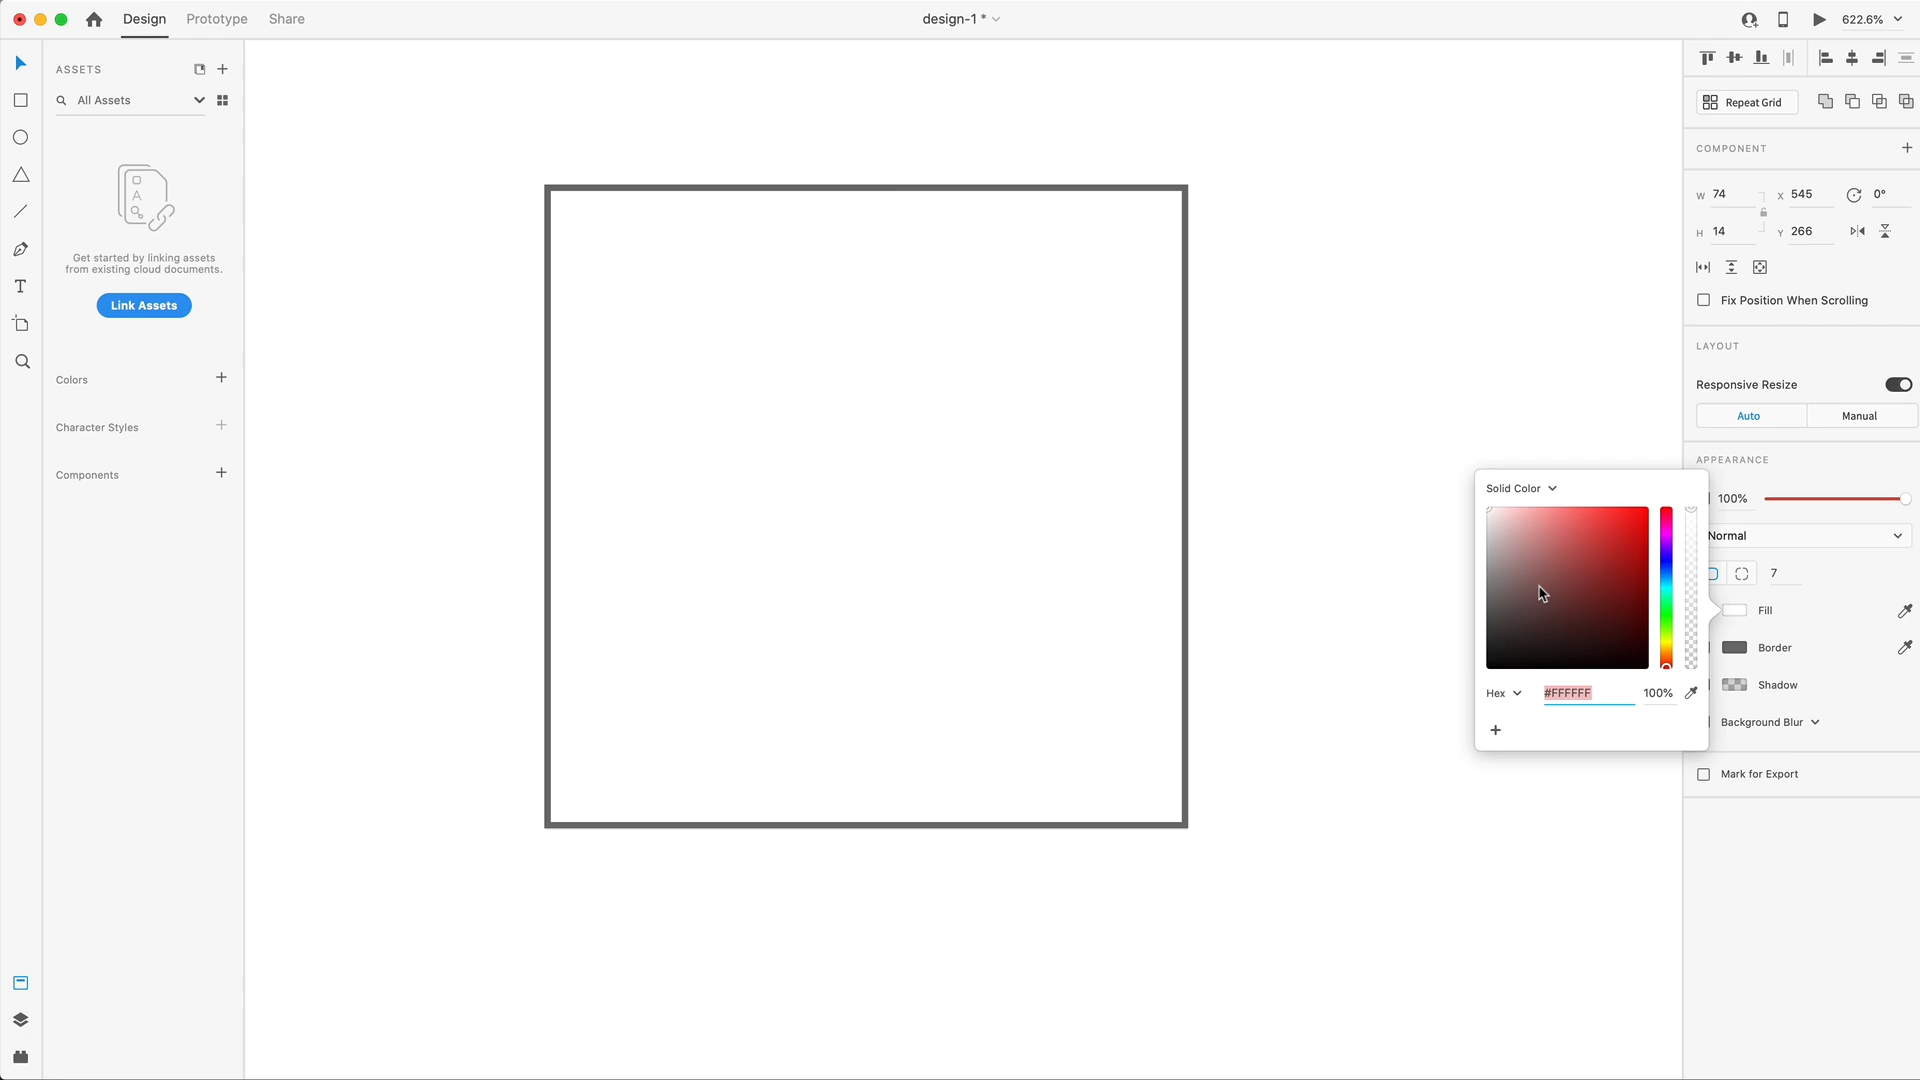 Design
Prototype
Share
design-1 *
622.6%
ASSETS
All Assets
A
Get started by linking assets
from existing cloud documents.
Link Assets
Colors
Character Styles
Components
T
Repeat Grid
COMPONENT
W 74
X 545
0°
H 14
Y 266
Fix Position When Scrolling
LAYOUT
Responsive Resize
Auto
Manual
APPEARANCE
Solid Color
100%
Normal
7
Fill
Border
Hex
#FFFFFF
100%
Shadow
Background Blur
Mark for Export